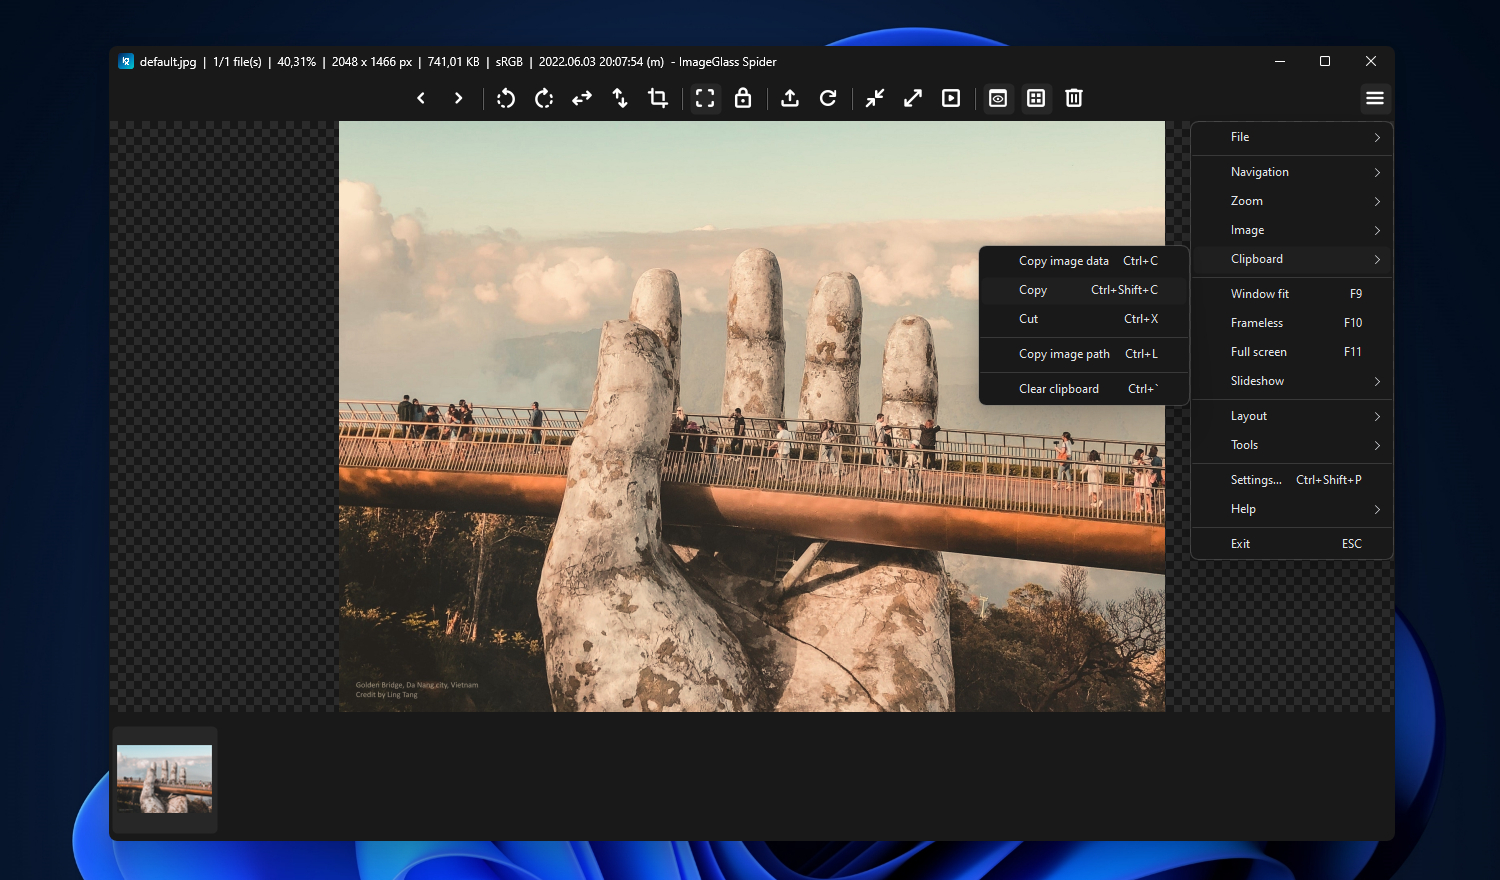 default.jpg | 1/1 file(s) | 40,31% | 2048 x 1466 px | 741,01 KB | sRGB | 2022.06.03 20:07:54 (m) - ImageGlass Spider
File
Navigation
Zoom
Image
Clipboard
Window fit F9
Frameless F10
Full screen F11
Slideshow
Layout
Tools
Settings... Ctrl+Shift+P
Help
Exit ESC
Copy image data Ctrl+C
Copy Ctrl+Shift+C
Cut Ctrl+X
Copy image path Ctrl+L
Clear clipboard Ctrl+`
Golden Bridge, Da Nang city, Vietnam
Credit by Ling Tang